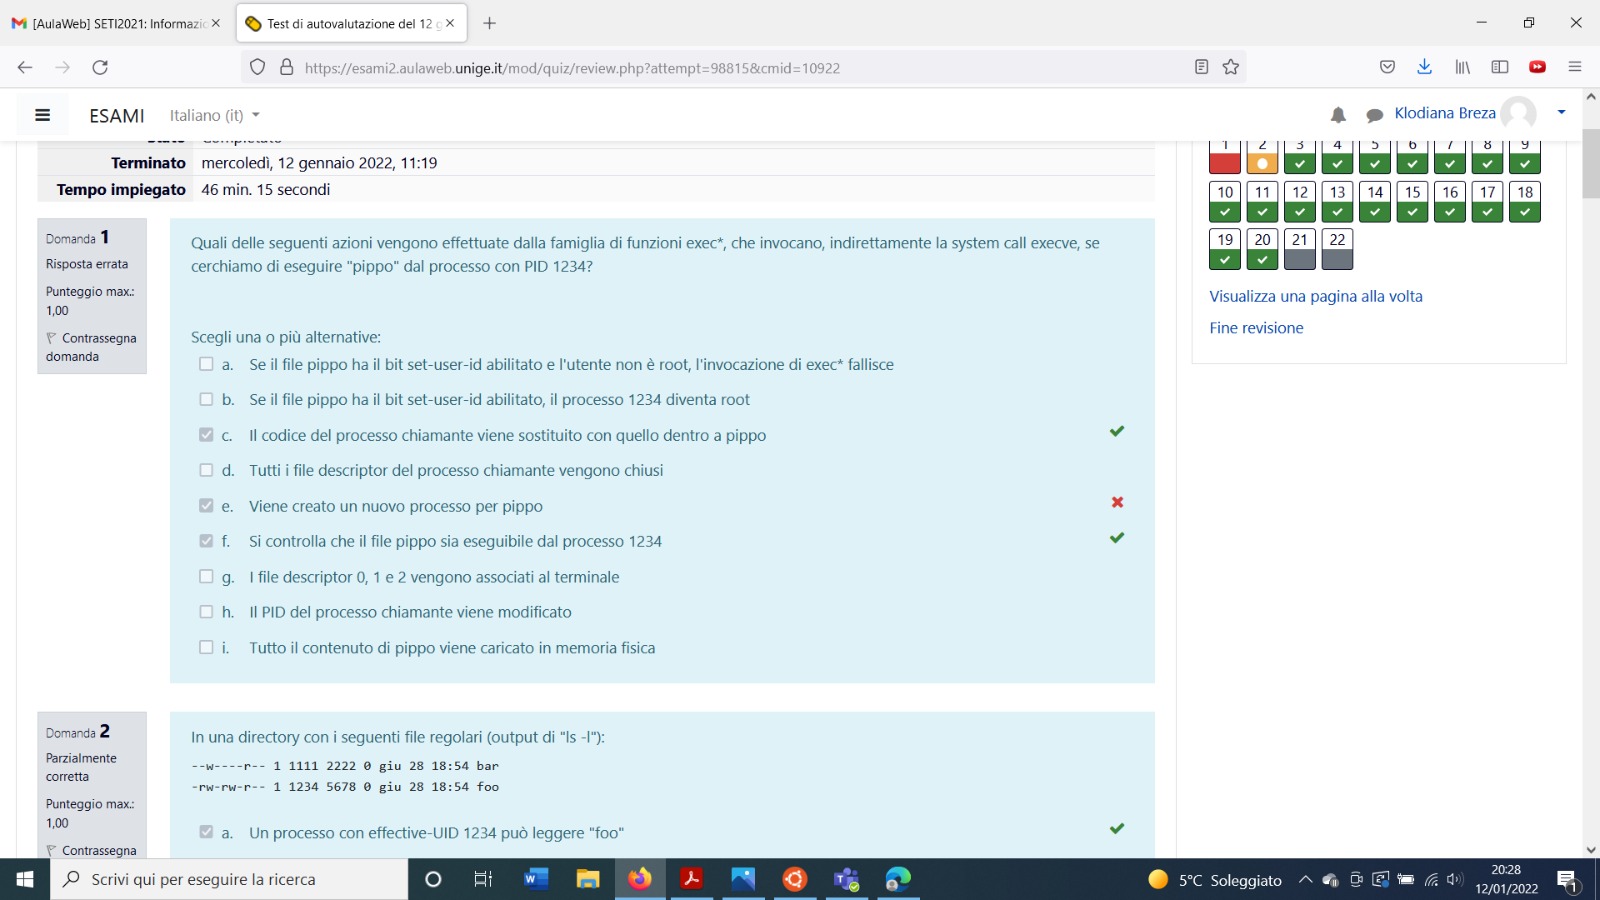 [AulaWeb] SETI2021: Informazio
Test di autovalutazione del 12 g
https://esami2.aulaweb.unige.it/mod/quiz/review.php?attempt=98815&cmid=10922
ESAMI
Italiano (it)
Klodiana Breza
Stato Completato
Terminato mercoledì, 12 gennaio 2022, 11:19
Tempo impiegato 46 min. 15 secondi
1 2 3 4 5 6 7 8 9
10 11 12 13 14 15 16 17 18
19 20 21 22
Visualizza una pagina alla volta
Fine revisione
Domanda 1
Risposta errata
Punteggio max.:
1,00
Contrassegna
domanda
Quali delle seguenti azioni vengono effettuate dalla famiglia di funzioni exec*, che invocano, indirettamente la system call execve, se
cerchiamo di eseguire "pippo" dal processo con PID 1234?
Scegli una o più alternative:
a. Se il file pippo ha il bit set-user-id abilitato e l'utente non è root, l'invocazione di exec* fallisce
b. Se il file pippo ha il bit set-user-id abilitato, il processo 1234 diventa root
c. Il codice del processo chiamante viene sostituito con quello dentro a pippo
d. Tutti i file descriptor del processo chiamante vengono chiusi
e. Viene creato un nuovo processo per pippo
f. Si controlla che il file pippo sia eseguibile dal processo 1234
g. I file descriptor 0, 1 e 2 vengono associati al terminale
h. Il PID del processo chiamante viene modificato
i. Tutto il contenuto di pippo viene caricato in memoria fisica
Domanda 2
Parzialmente
corretta
Punteggio max.:
1,00
Contrassegna
In una directory con i seguenti file regolari (output di "ls -l"):
--w----r-- 1 1111 2222 0 giu 28 18:54 bar
-rw-rw-r-- 1 1234 5678 0 giu 28 18:54 foo
a. Un processo con effective-UID 1234 può leggere "foo"
Scrivi qui per eseguire la ricerca
5°C Soleggiato
20:28
12/01/2022
1